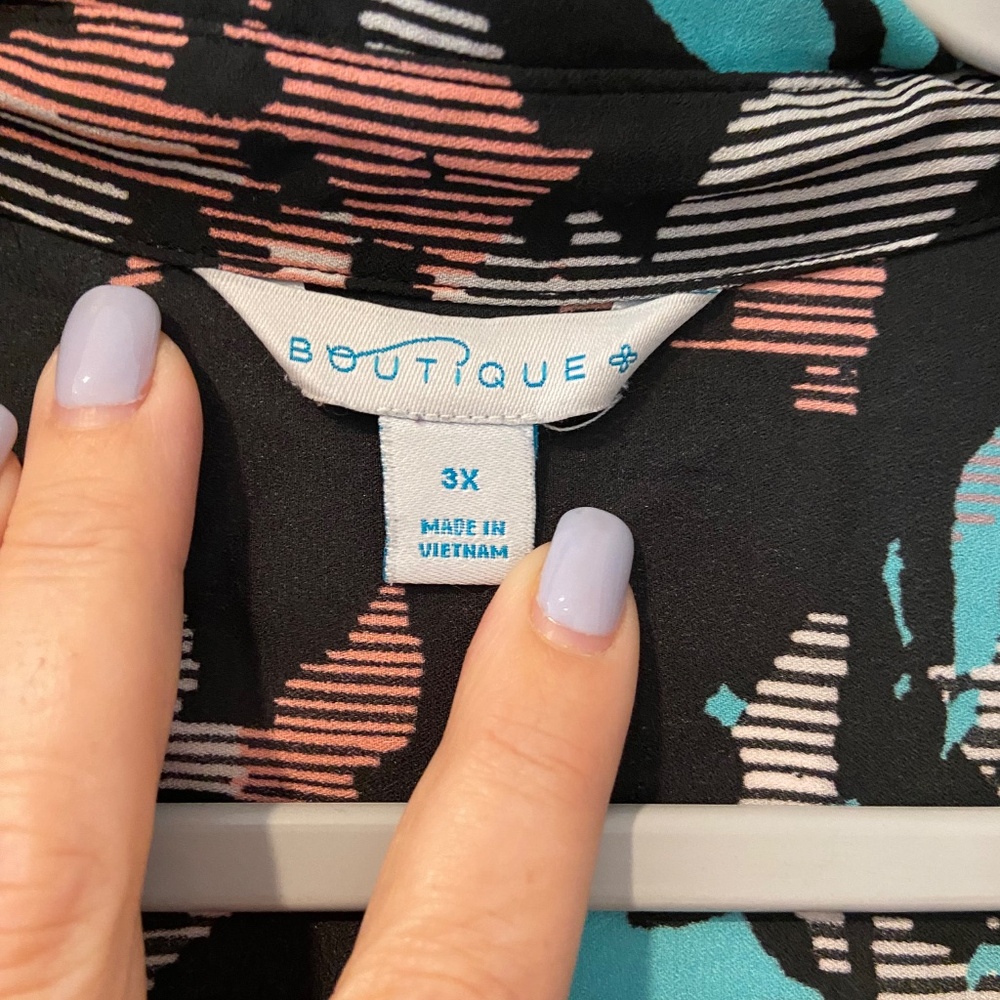 BOUTIQUE +
3X
MADE IN
VIETNAM